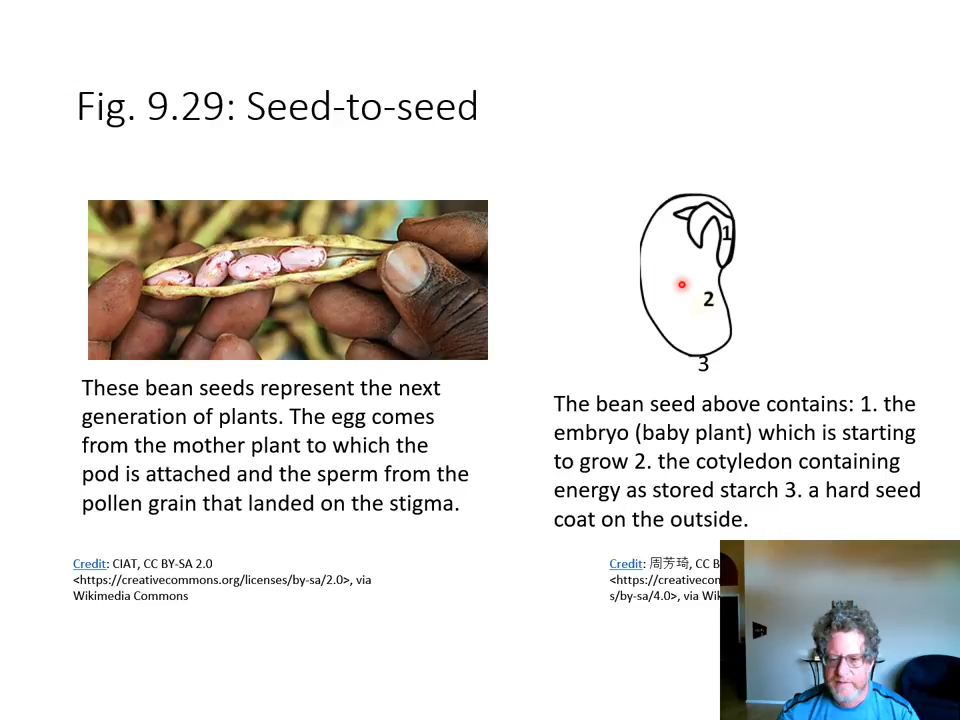 Fig. 9.29: Seed-to-seed
1
2
3
These bean seeds represent the next
generation of plants. The egg comes
from the mother plant to which the
pod is attached and the sperm from the
pollen grain that landed on the stigma.
The bean seed above contains: 1. the
embryo (baby plant) which is starting
to grow 2. the cotyledon containing
energy as stored starch 3. a hard seed
coat on the outside.
Credit: CIAT, CC BY-SA 2.0
<https://creativecommons.org/licenses/by-sa/2.0>, via
Wikimedia Commons
Credit: 周芳琦, CC B
<https://creativecon
s/by-sa/4.0>, via Wik